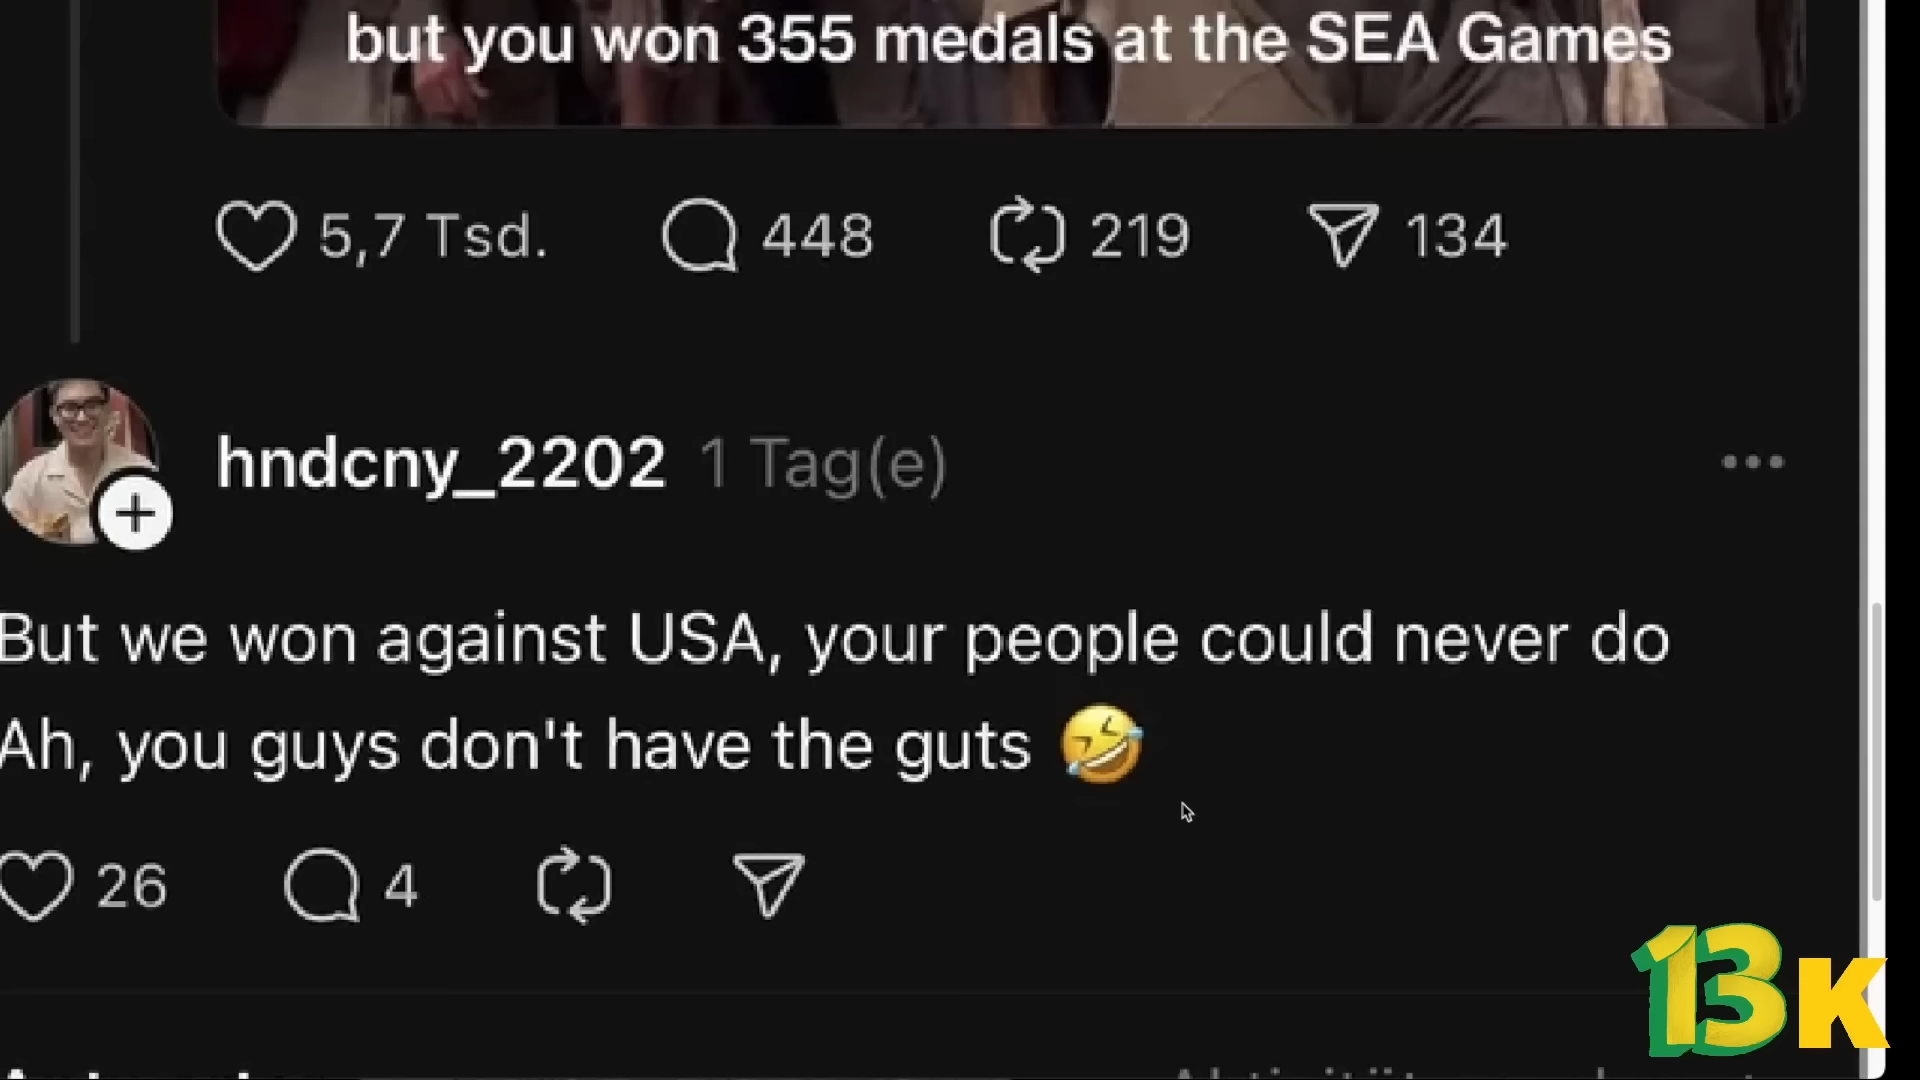 but you won 355 medals at the SEA Games
5,7 Tsd. 448 219 134
hndcny_2202 1 Tag(e)
But we won against USA, your people could never do
Ah, you guys don't have the guts 🤣
26 4
13K